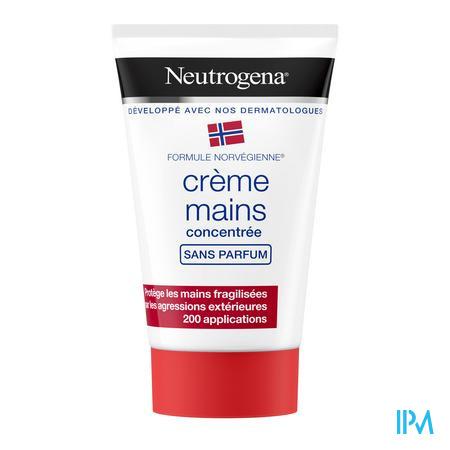 Neutrogena®
DÉVELOPPÉ AVEC NOS DERMATOLOGUES
FORMULE NORVÉGIENNE®
crème
mains
concentrée
SANS PARFUM
Protège les mains fragilisées
par les agressions extérieures
200 applications
IPM